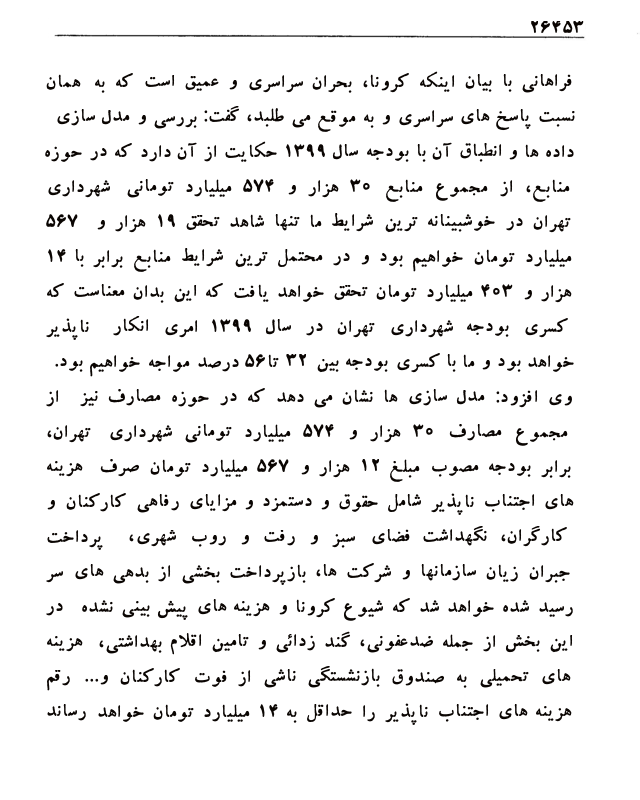 ۲۶۴۵۳
فراهانی با بیان اینکه کرونا، بحران سراسری و عمیق است که به همان
نسبت پاسخ های سراسری و به موقع می طلبد، گفت: بررسی و مدل سازی
داده ها و انطباق آن با بودجه سال ۱۳۹۹ حکایت از آن دارد که در حوزه
منابع، از مجموع منابع ۳۰ هزار و ۵۷۴ میلیارد تومانی شهرداری
تهران در خوشبینانه ترین شرایط ما تنها شاهد تحقق ۱۹ هزار و ۵۶۷
میلیارد تومان خواهیم بود و در محتمل ترین شرایط منابع برابر با ۱۴
هزار و ۴۰۳ میلیارد تومان تحقق خواهد یافت که این بدان معناست که
کسری بودجه شهرداری تهران در سال ۱۳۹۹ امری انکار ناپذیر
خواهد بود و ما با کسری بودجه بین ۳۲ تا۵۶ درصد مواجه خواهیم بود.
وی افزود: مدل سازی ها نشان می دهد که در حوزه مصارف نیز از
مجموع مصارف ۳۰ هزار و ۵۷۴ میلیارد تومانی شهرداری تهران،
برابر بودجه مصوب مبلغ ۱۲ هزار و ۵۶۷ میلیارد تومان صرف هزینه
های اجتناب ناپذیر شامل حقوق و دستمزد و مزایای رفاهی کارکنان و
کارگران، نگهداشت فضای سبز و رفت و روب شهری، پرداخت
جبران زیان سازمانها و شرکت ها، بازپرداخت بخشی از بدهی های سر
رسید شده خواهد شد که شیوع کرونا و هزینه های پیش بینی نشده در
این بخش از جمله ضدعفونی، گند زدائی و تامین اقلام بهداشتی، هزینه
های تحمیلی به صندوق بازنشستگی ناشی از فوت کارکنان و... رقم
هزینه های اجتناب ناپذیر را حداقل به ۱۴ میلیارد تومان خواهد رساند